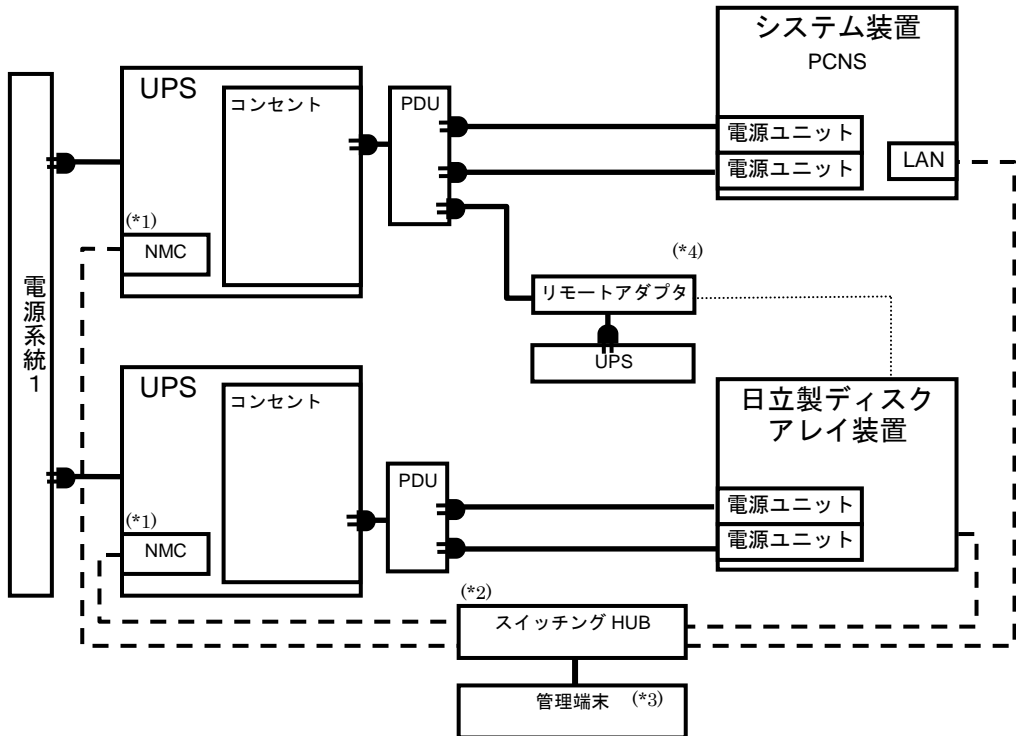 システム装置
PCNS
UPS
コンセント
PDU
電源ユニット
電源ユニット
LAN
(*1)
NMC
(*4)
リモートアダプタ
UPS
電源系統1
UPS
コンセント
日立製ディスク
アレイ装置
PDU
電源ユニット
電源ユニット
(*1)
NMC
(*2)
スイッチング HUB
管理端末 (*3)